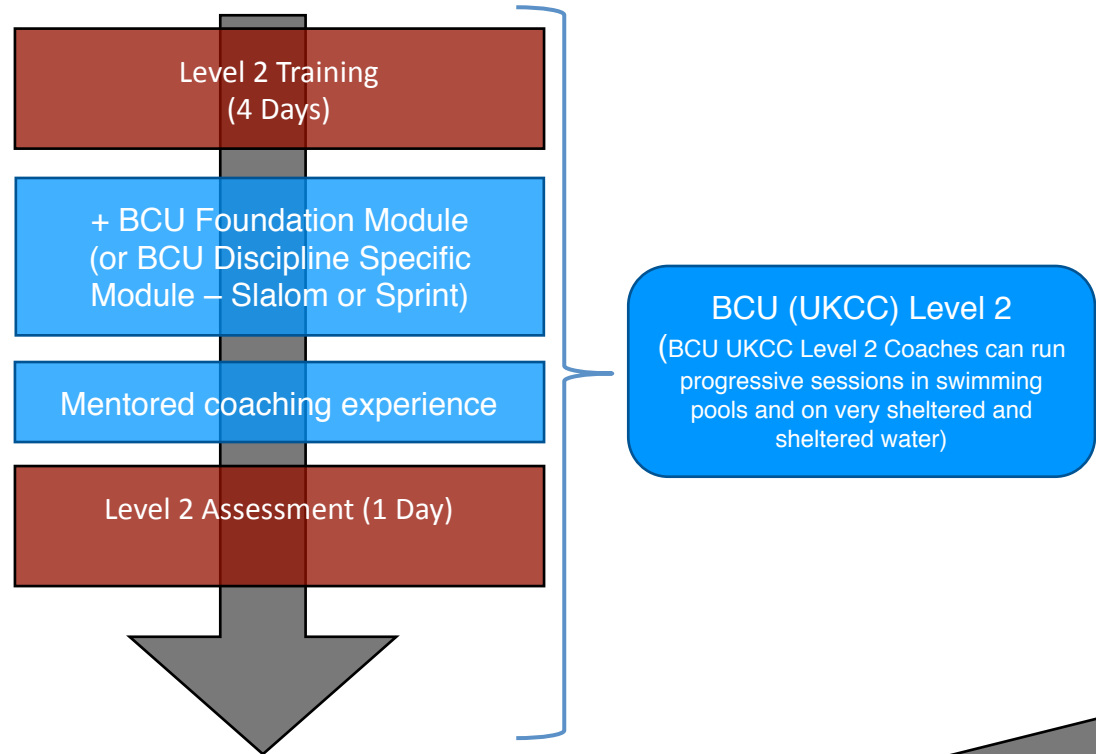 Level 2 Training
(4 Days)
+ BCU Foundation Module
(or BCU Discipline Specific
Module – Slalom or Sprint)
Mentored coaching experience
Level 2 Assessment (1 Day)
BCU (UKCC) Level 2
(BCU UKCC Level 2 Coaches can run
progressive sessions in swimming
pools and on very sheltered and
sheltered water)